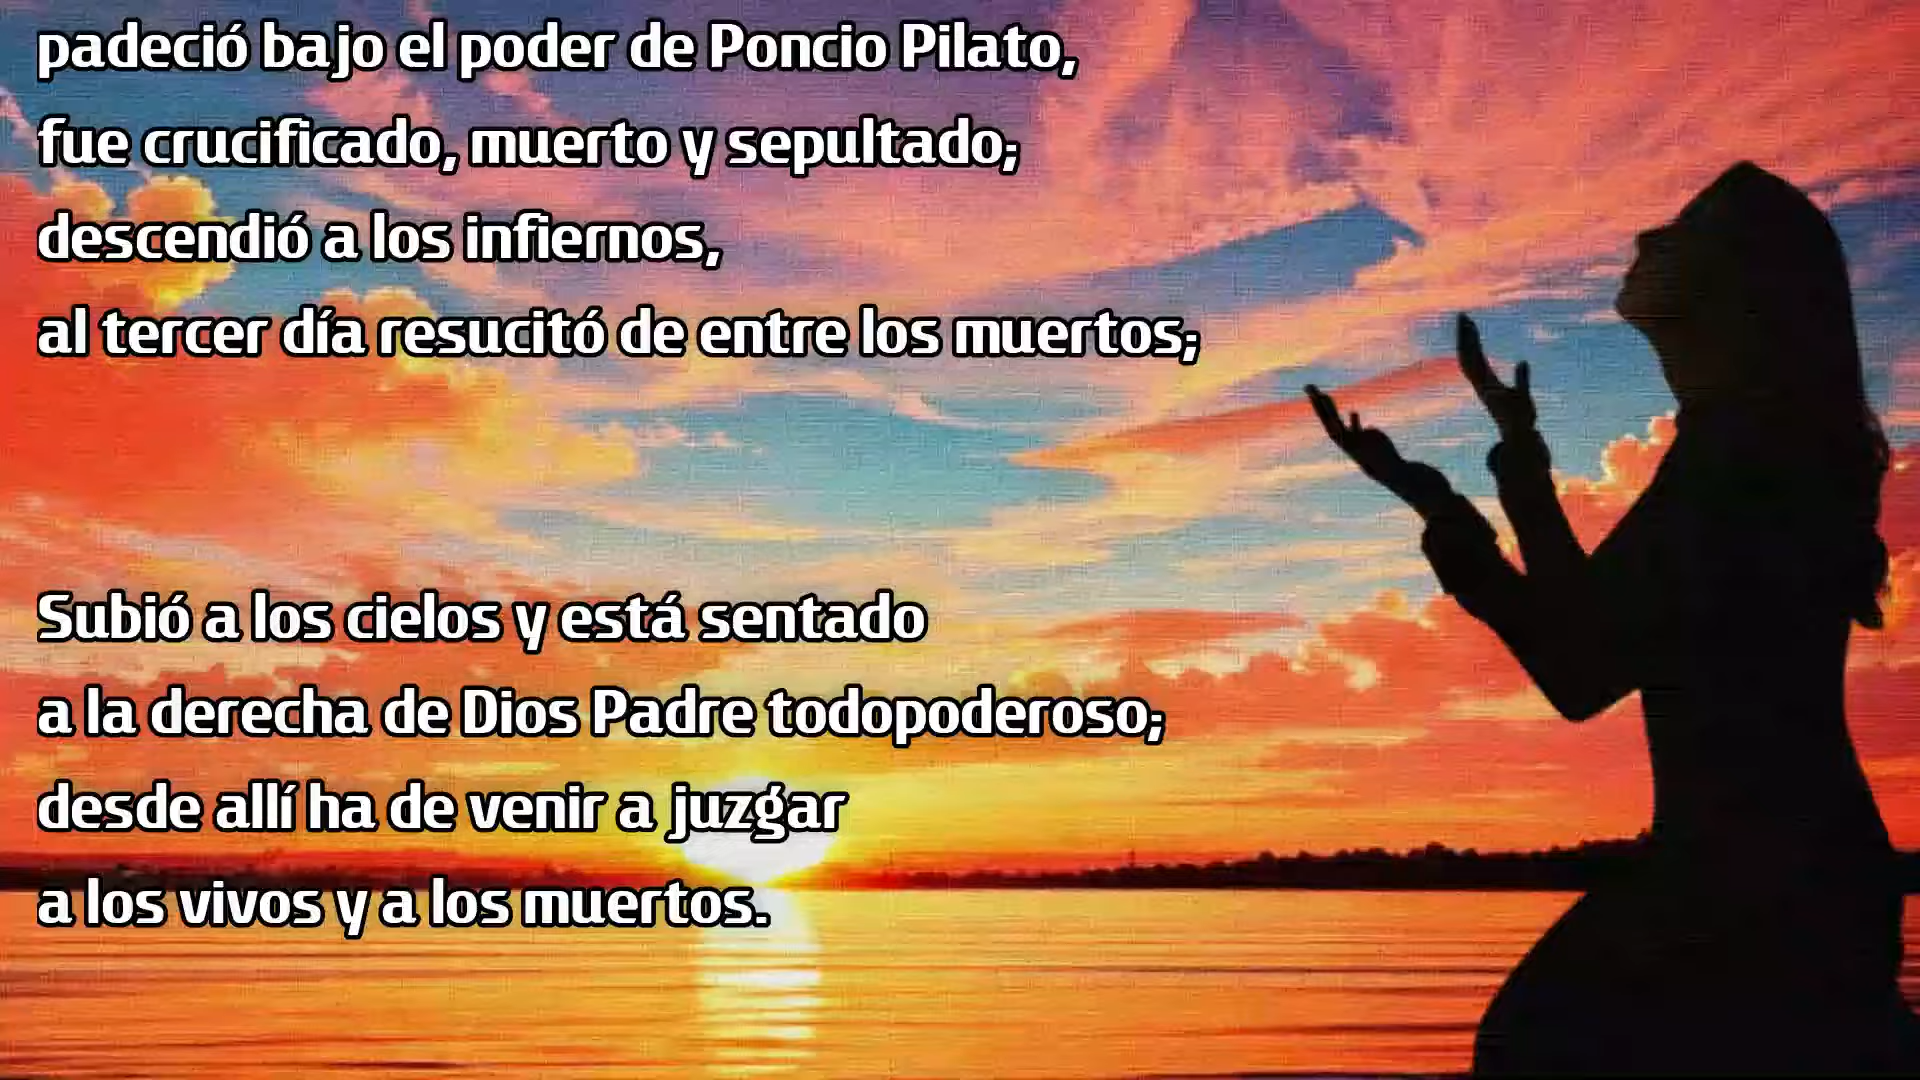 padeció bajo el poder de Poncio Pilato,
fue crucificado, muerto y sepultado;
descendió a los infiernos,
al tercer día resucitó de entre los muertos;
Subió a los cielos y está sentado
a la derecha de Dios Padre todopoderoso;
desde allí ha de venir a juzgar
a los vivos y a los muertos.